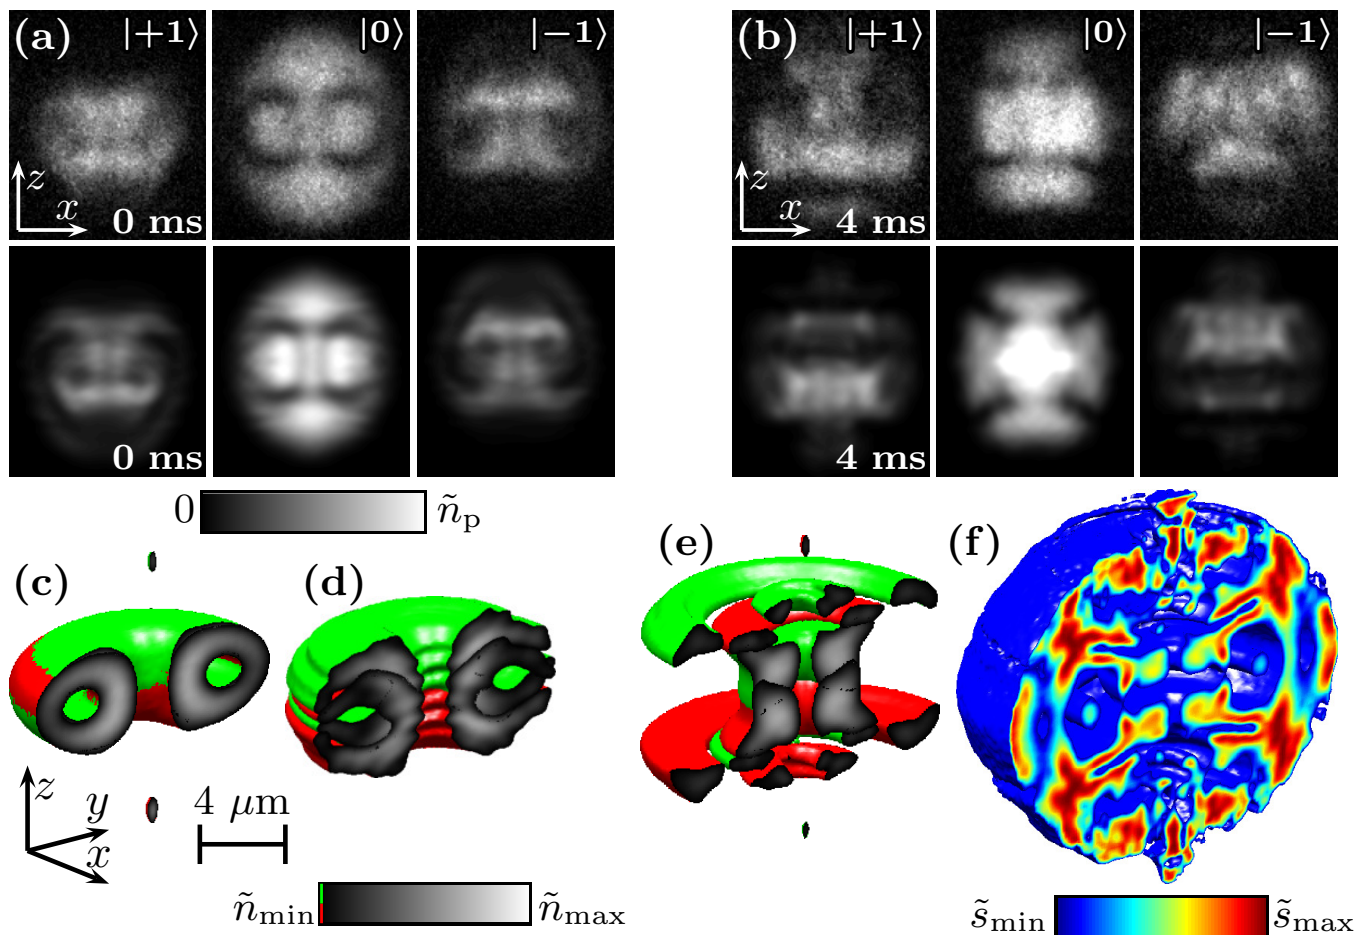 (a) |+1⟩ |0⟩ |−1⟩
(b) |+1⟩ |0⟩ |−1⟩
z
x
0 ms
z
x
4 ms
0 ms
4 ms
0 ñp
(c)
(d)
(e)
(f)
z
y
x
4 μm
ñmin ñmax
s̃min s̃max